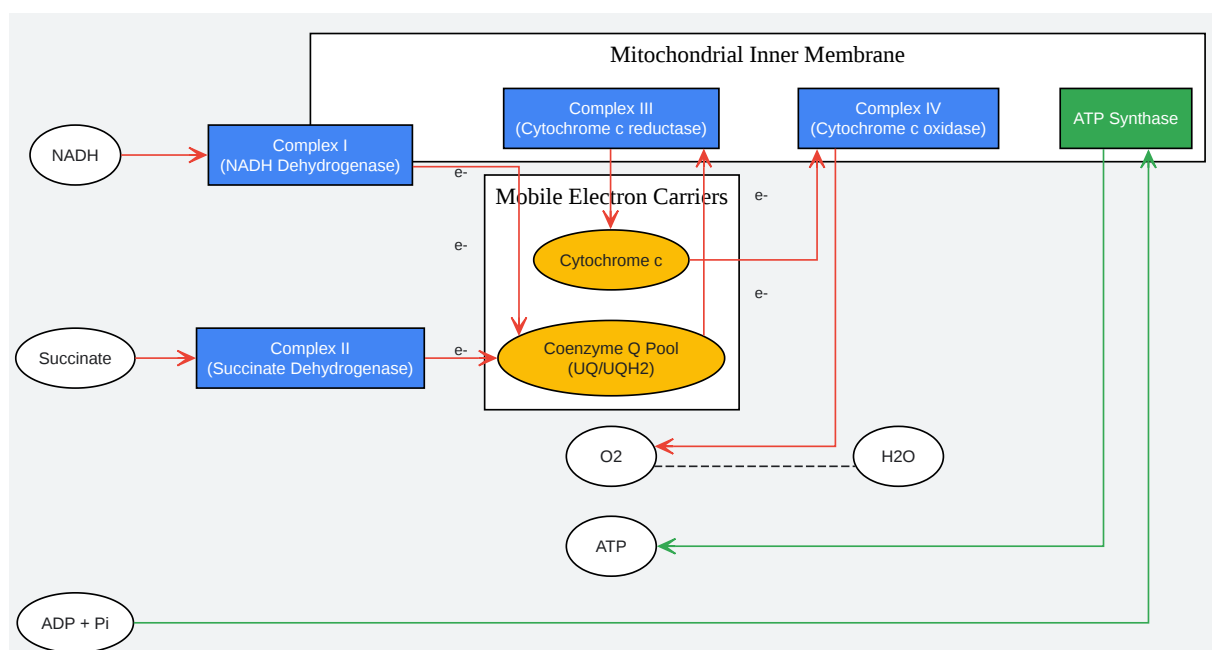 Mitochondrial Inner Membrane
Complex III
(Cytochrome c reductase)
Complex IV
(Cytochrome c oxidase)
ATP Synthase
NADH
Complex I
(NADH Dehydrogenase)
e-
Mobile Electron Carriers
e-
e-
Cytochrome c
e-
Succinate
Complex II
(Succinate Dehydrogenase)
e-
Coenzyme Q Pool
(UQ/UQH2)
O2
H2O
ATP
ADP + Pi